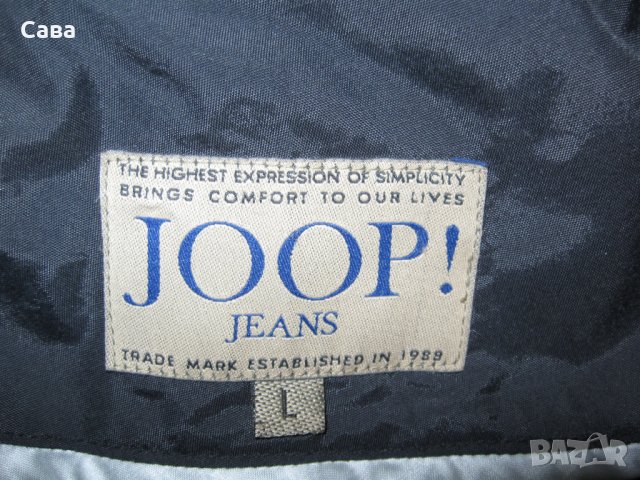 Сава
THE HIGHEST EXPRESSION OF SIMPLICITY
BRINGS COMFORT TO OUR LIVES
JOOP!
JEANS
TRADE MARK ESTABLISHED IN 1989
L
BAZAR